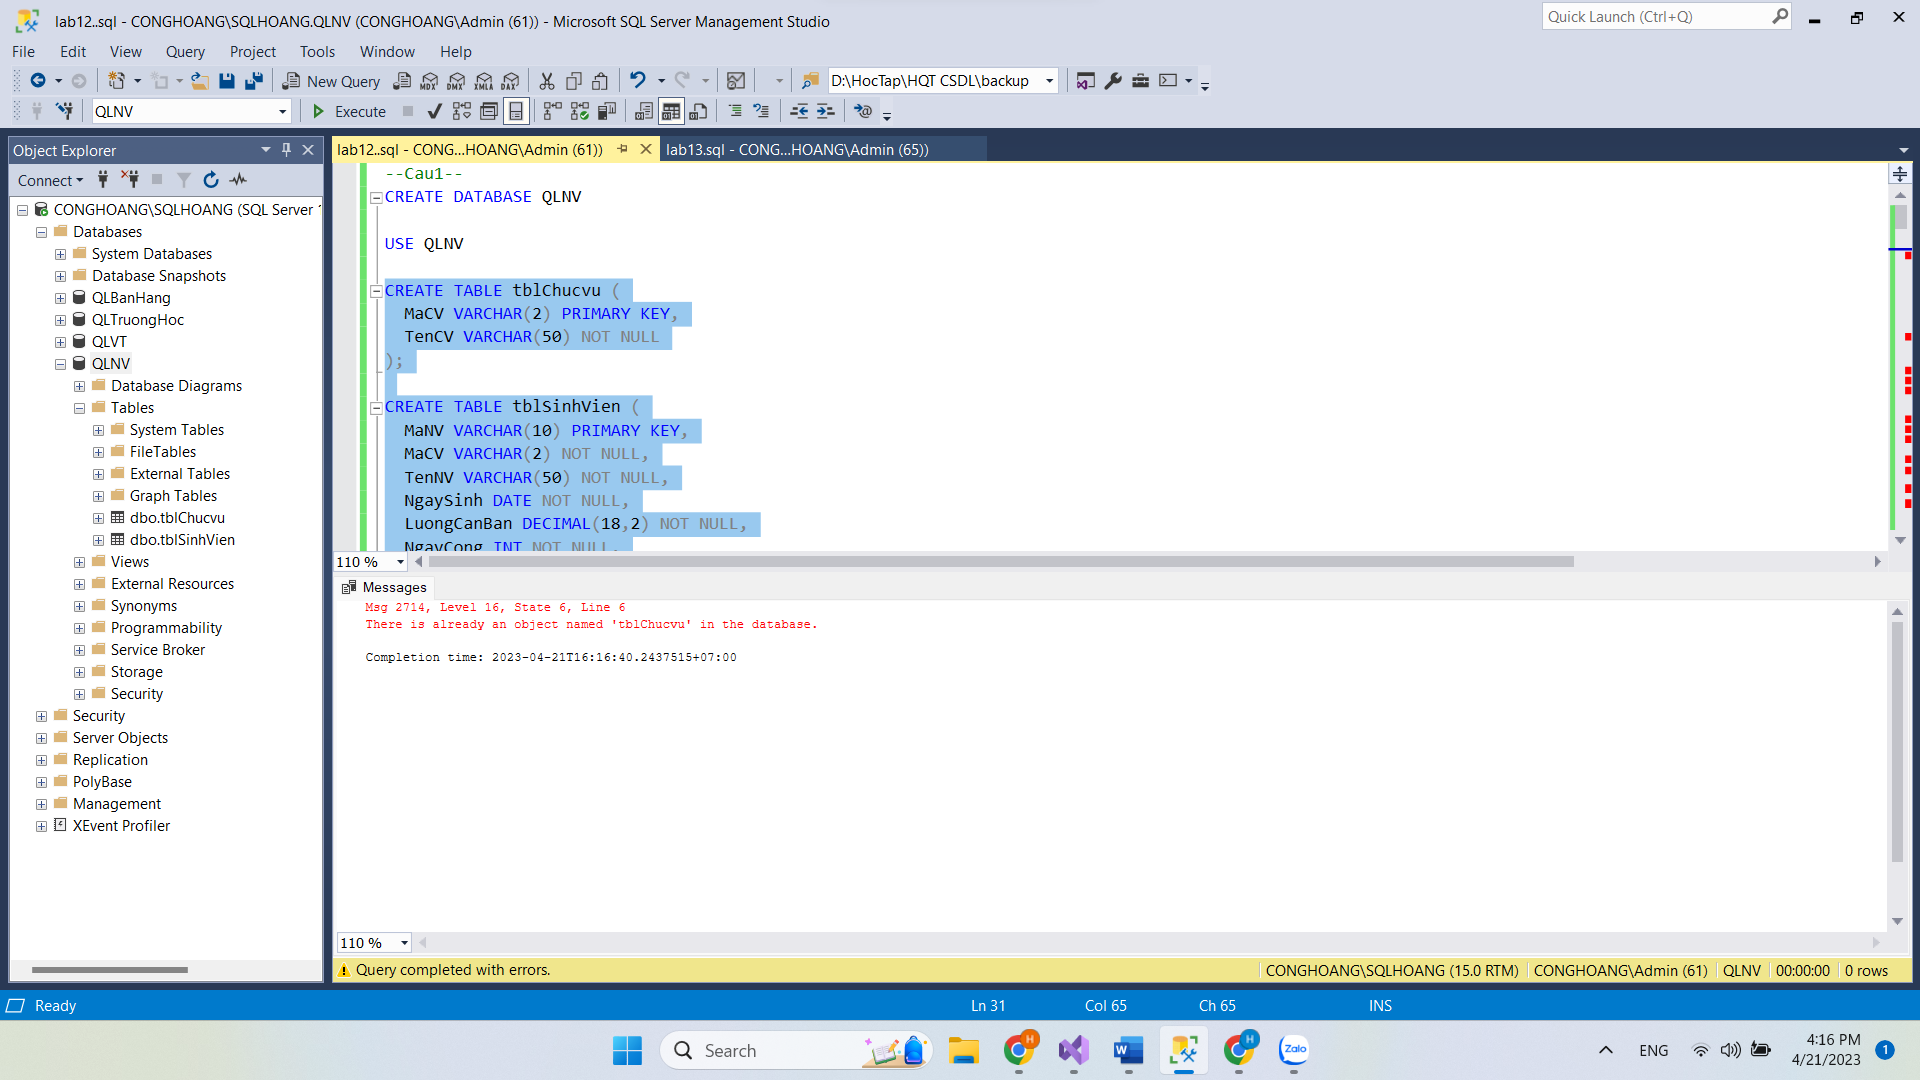 lab12..sql - CONGHOANG\SQLHOANG.QLNV (CONGHOANG\Admin (61)) - Microsoft SQL Server Management Studio
Quick Launch (Ctrl+Q)
File Edit View Query Project Tools Window Help
New Query MDX DMX XMLA DAX D:\HocTap\HQT CSDL\backup
QLNV Execute
Object Explorer
Connect
CONGHOANG\SQLHOANG (SQL Server
Databases
System Databases
Database Snapshots
QLBanHang
QLTruongHoc
QLVT
QLNV
Database Diagrams
Tables
System Tables
FileTables
External Tables
Graph Tables
dbo.tblChucvu
dbo.tblSinhVien
Views
External Resources
Synonyms
Programmability
Service Broker
Storage
Security
Security
Server Objects
Replication
PolyBase
Management
XEvent Profiler
lab12..sql - CONG...HOANG\Admin (61)) lab13.sql - CONG...HOANG\Admin (65))
--Cau1--
CREATE DATABASE QLNV
USE QLNV
CREATE TABLE tblChucvu (
MaCV VARCHAR(2) PRIMARY KEY,
TenCV VARCHAR(50) NOT NULL
);
CREATE TABLE tblSinhVien (
MaNV VARCHAR(10) PRIMARY KEY,
MaCV VARCHAR(2) NOT NULL,
TenNV VARCHAR(50) NOT NULL,
NgaySinh DATE NOT NULL,
LuongCanBan DECIMAL(18,2) NOT NULL,
NgayCong INT NOT NULL,
110 %
Messages
Msg 2714, Level 16, State 6, Line 6
There is already an object named 'tblChucvu' in the database.
Completion time: 2023-04-21T16:16:40.2437515+07:00
110 %
Query completed with errors. CONGHOANG\SQLHOANG (15.0 RTM) CONGHOANG\Admin (61) QLNV 00:00:00 0 rows
Ready Ln 31 Col 65 Ch 65 INS
Search
H
H
Zalo
ENG
4:16 PM
4/21/2023
1